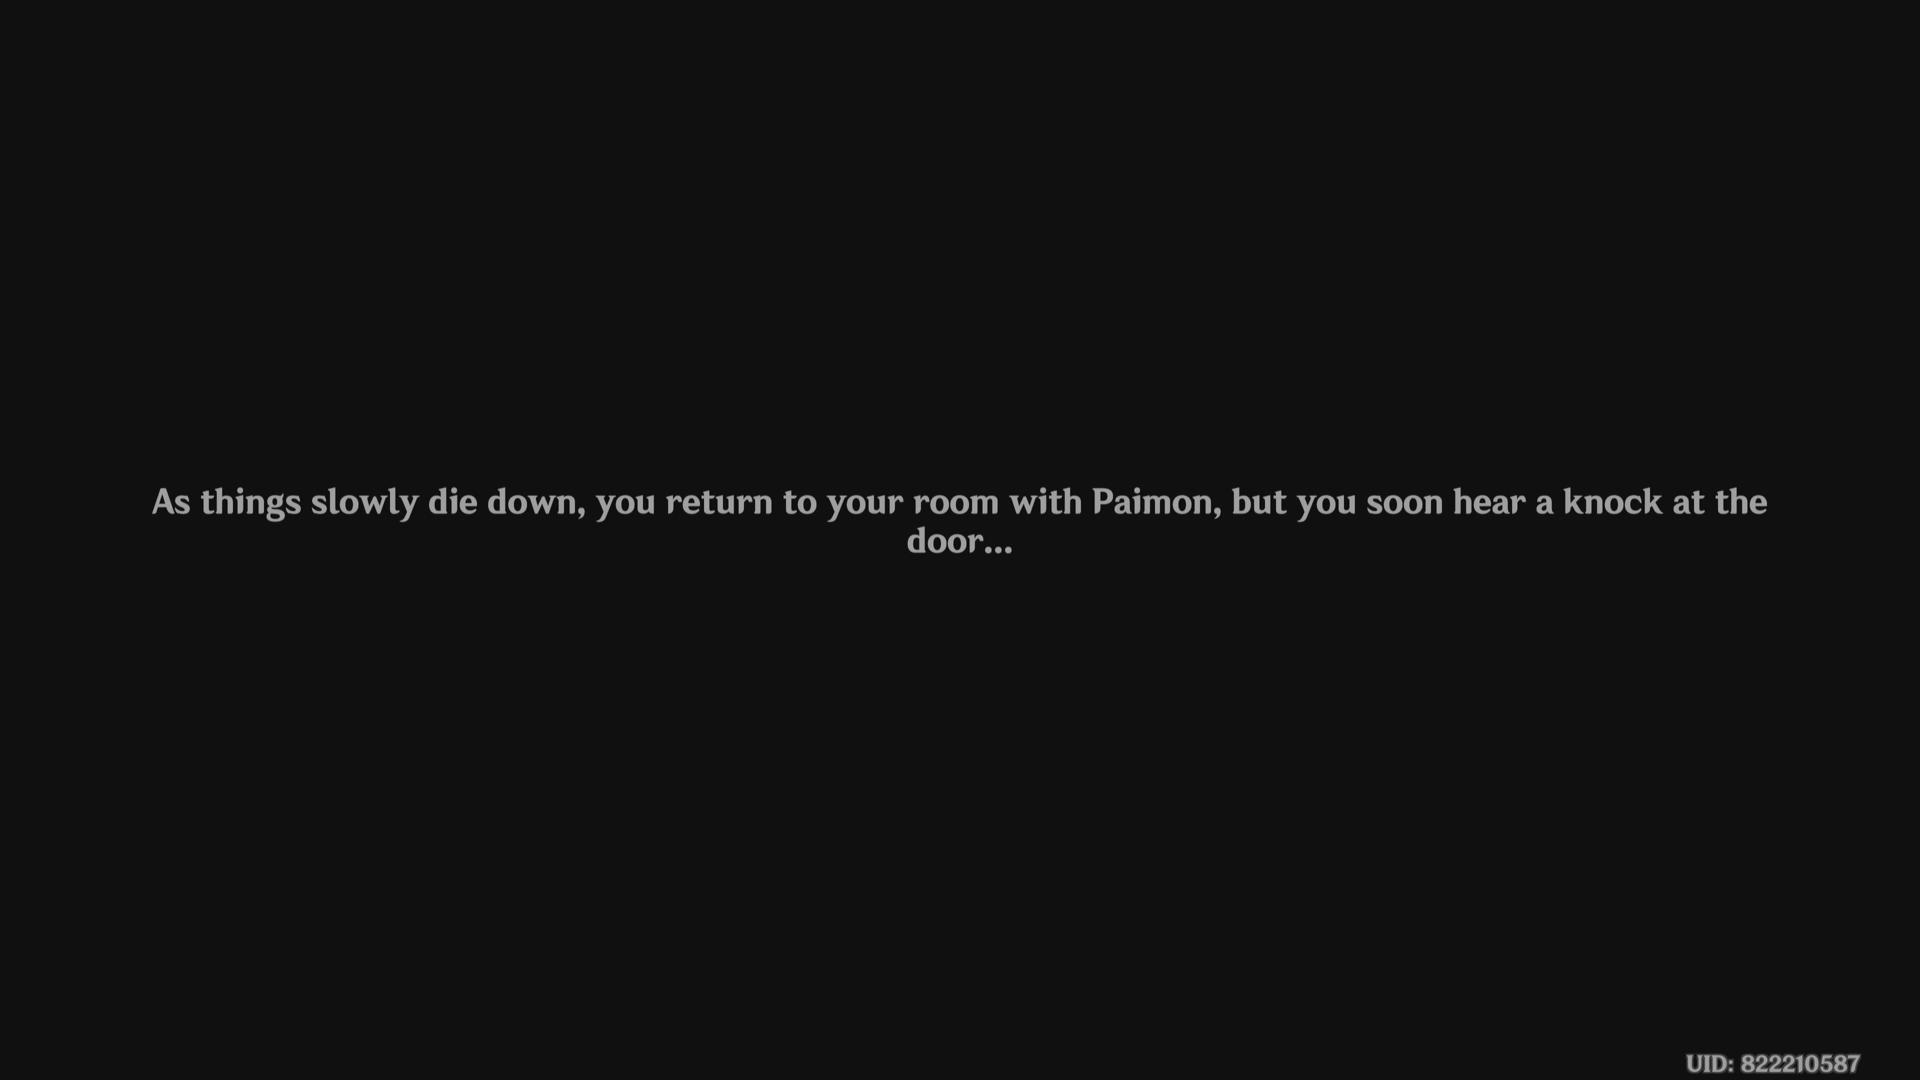 As things slowly die down, you return to your room with Paimon, but you soon hear a knock at the
door...
UID: 822210587